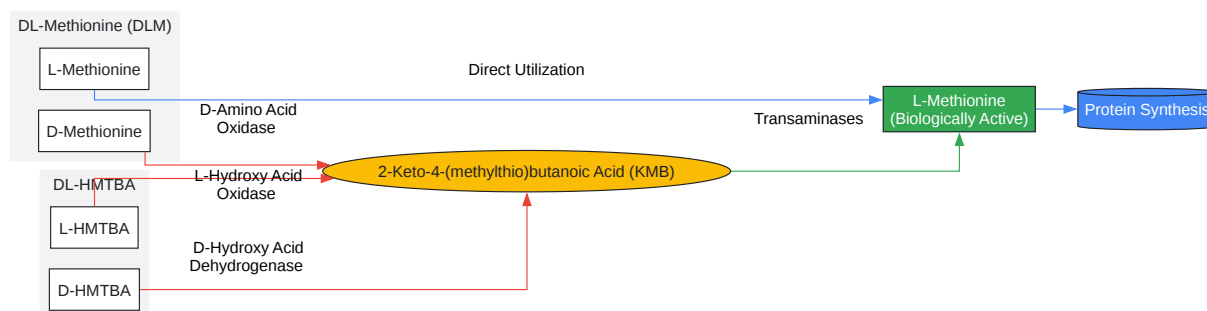 DL-Methionine (DLM)
L-Methionine
Direct Utilization
L-Methionine
(Biologically Active)
Protein Synthesis
D-Methionine
D-Amino Acid
Oxidase
Transaminases
2-Keto-4-(methylthio)butanoic Acid (KMB)
DL-HMTBA
L-Hydroxy Acid
Oxidase
L-HMTBA
D-Hydroxy Acid
Dehydrogenase
D-HMTBA